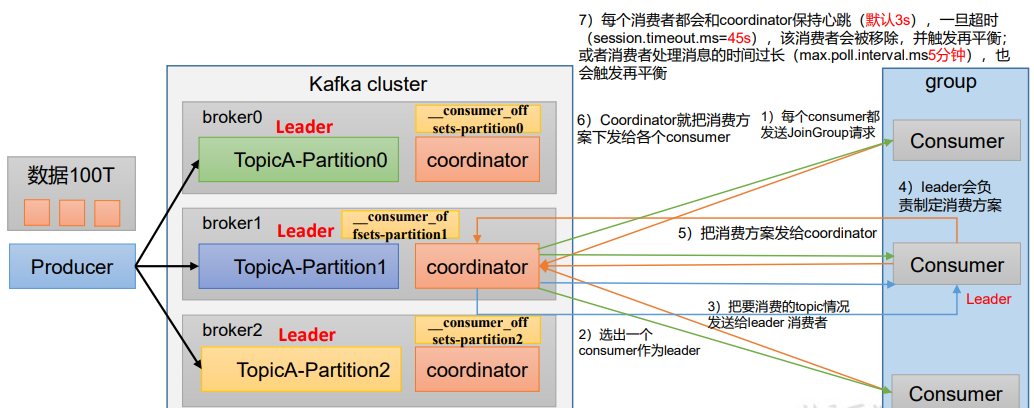 7）每个消费者都会和coordinator保持心跳（默认3s），一旦超时
（session.timeout.ms=45s），该消费者会被移除，并触发再平衡；
或者消费者处理消息的时间过长（max.poll.interval.ms5分钟），也
会触发再平衡
Kafka cluster
group
broker0
Leader
__consumer_off
sets-partition0
TopicA-Partition0
coordinator
6）Coordinator就把消费方案
下发给各个consumer
1）每个consumer都
发送JoinGroup请求
Consumer
数据100T
4）leader会负
责制定消费方案
broker1
Leader
__consumer_of
fsets-partition1
5）把消费方案发给coordinator
Producer
TopicA-Partition1
coordinator
Consumer
Leader
3）把要消费的topic情况
发送给leader 消费者
broker2
Leader
__consumer_off
sets-partition2
2）选出一个
consumer作为leader
TopicA-Partition2
coordinator
Consumer